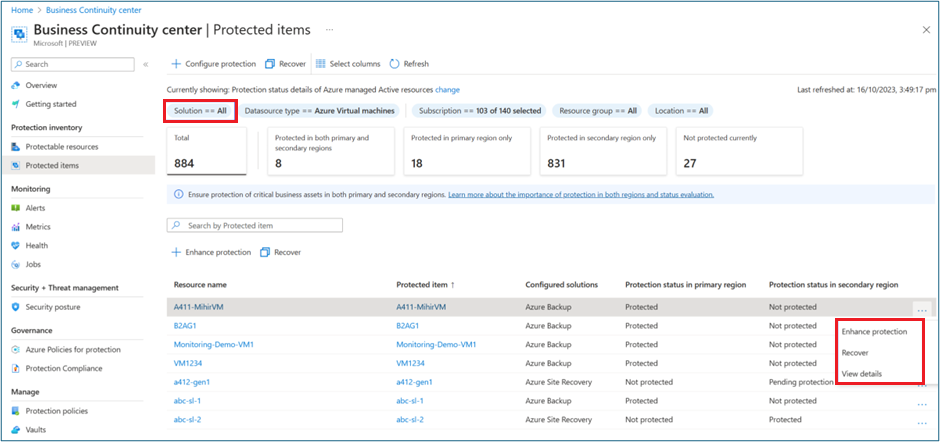 Home > Business Continuity center >
Business Continuity center | Protected items ...
Microsoft | PREVIEW
Search
Overview
Getting started
Protection inventory
Protectable resources
Protected items
Monitoring
Alerts
Metrics
Health
Jobs
Security + Threat management
Security posture
Governance
Azure Policies for protection
Protection Compliance
Manage
Protection policies
Vaults
Configure protection Recover Select columns Refresh
Currently showing: Protection status details of Azure managed Active resources change
Last refreshed at: 16/10/2023, 3:49:17 pm
Solution == All Datasource type == Azure Virtual machines Subscription == 103 of 140 selected Resource group == All Location == All
Total
884
Protected in both primary and
secondary regions
8
Protected in primary region only
18
Protected in secondary region only
831
Not protected currently
27
Ensure protection of critical business assets in both primary and secondary regions. Learn more about the importance of protection in both regions and status evaluation.
Search by Protected item
Enhance protection Recover
Resource name Protected item ↑ Configured solutions Protection status in primary region Protection status in secondary region
A411-MihirVM A411-MihirVM Azure Backup Protected Not protected ...
B2AG1 B2AG1 Azure Backup Protected Not protected
Monitoring-Demo-VM1 Monitoring-Demo-VM1 Azure Backup Protected Not protected
VM1234 VM1234 Azure Backup Protected Not protected
a412-gen1 a412-gen1 Azure Site Recovery Not protected Pending protection
abc-sl-1 abc-sl-1 Azure Backup Protected Not protected ...
abc-sl-2 abc-sl-2 Azure Site Recovery Not protected Protected ...
Enhance protection
Recover
View details